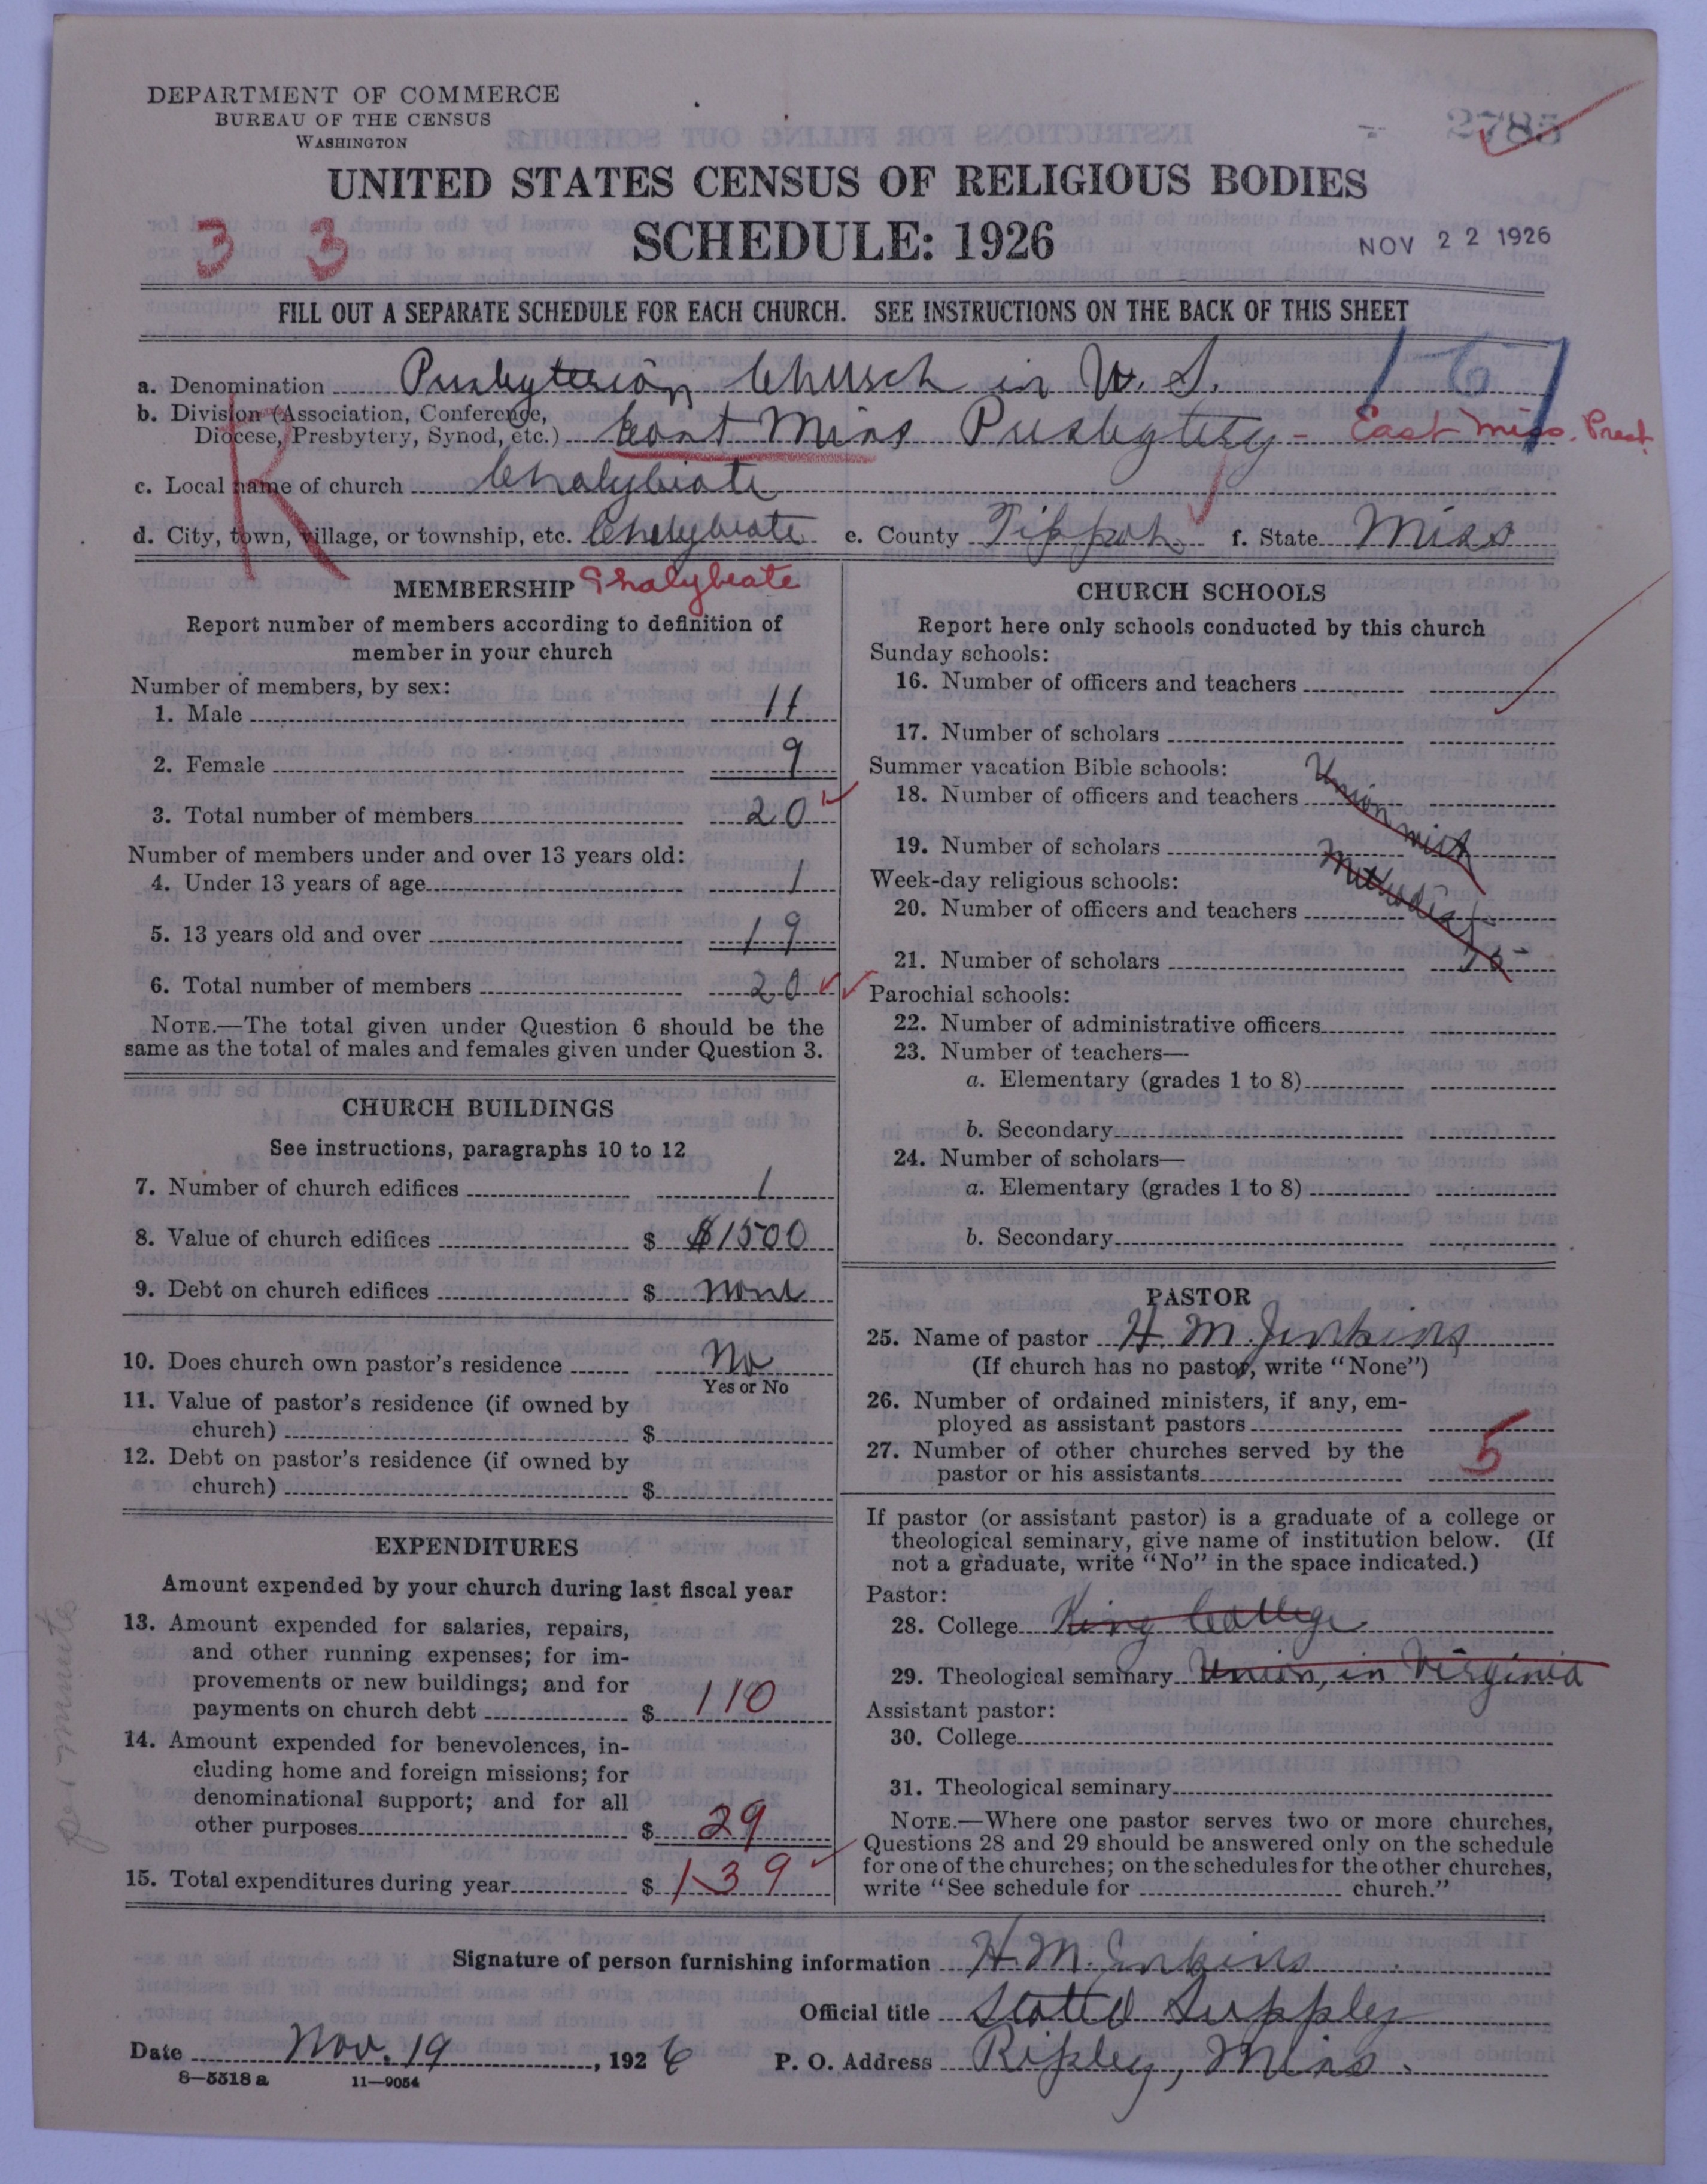 DEPARTMENT OF COMMERCE
BUREAU OF THE CENSUS
WASHINGTON
2785
UNITED STATES CENSUS OF RELIGIOUS BODIES
3 3
SCHEDULE: 1926
NOV 22 1926
FILL OUT A SEPARATE SCHEDULE FOR EACH CHURCH. SEE INSTRUCTIONS ON THE BACK OF THIS SHEET
167
a. Denomination Presbyterian Church in U. S.
b. Division (Association, Conference,
Diocese, Presbytery, Synod, etc.) East Miss Presbytery - East Miss. Presb.
R
c. Local name of church Chalybiate
d. City, town, village, or township, etc. Chalybiate e. County Tippah f. State Miss
MEMBERSHIP Chalybeate
Report number of members according to definition of
member in your church
Number of members, by sex:
1. Male 11
2. Female 9
3. Total number of members 20
Number of members under and over 13 years old:
4. Under 13 years of age 1
5. 13 years old and over 19
6. Total number of members 20
NOTE.—The total given under Question 6 should be the
same as the total of males and females given under Question 3.
CHURCH BUILDINGS
See instructions, paragraphs 10 to 12
7. Number of church edifices 1
8. Value of church edifices $ $1500
9. Debt on church edifices $ none
10. Does church own pastor's residence No
Yes or No
11. Value of pastor's residence (if owned by
church) $
12. Debt on pastor's residence (if owned by
church) $
EXPENDITURES
Amount expended by your church during last fiscal year
13. Amount expended for salaries, repairs,
and other running expenses; for im-
provements or new buildings; and for
payments on church debt $ 110
14. Amount expended for benevolences, in-
cluding home and foreign missions; for
denominational support; and for all
other purposes $ 29
15. Total expenditures during year $ 139
per minutes
CHURCH SCHOOLS
Report here only schools conducted by this church
Sunday schools:
16. Number of officers and teachers
17. Number of scholars
Summer vacation Bible schools:
18. Number of officers and teachers
Union with
19. Number of scholars
Methodist
Week-day religious schools:
20. Number of officers and teachers
21. Number of scholars
Parochial schools:
22. Number of administrative officers
23. Number of teachers—
a. Elementary (grades 1 to 8)
b. Secondary
24. Number of scholars—
a. Elementary (grades 1 to 8)
b. Secondary
PASTOR
25. Name of pastor H. M. Jenkins
(If church has no pastor, write "None")
26. Number of ordained ministers, if any, em-
ployed as assistant pastors
27. Number of other churches served by the
pastor or his assistants 5
If pastor (or assistant pastor) is a graduate of a college or
theological seminary, give name of institution below. (If
not a graduate, write "No" in the space indicated.)
Pastor:
28. College King College
29. Theological seminary Union, in Virginia
Assistant pastor:
30. College
31. Theological seminary
NOTE.—Where one pastor serves two or more churches,
Questions 28 and 29 should be answered only on the schedule
for one of the churches; on the schedules for the other churches,
write "See schedule for church."
Signature of person furnishing information H. M. Jenkins
Official title Stated Supply
Date Nov. 19, 1926 P. O. Address Ripley, Miss.
8—5518 a 11—9054